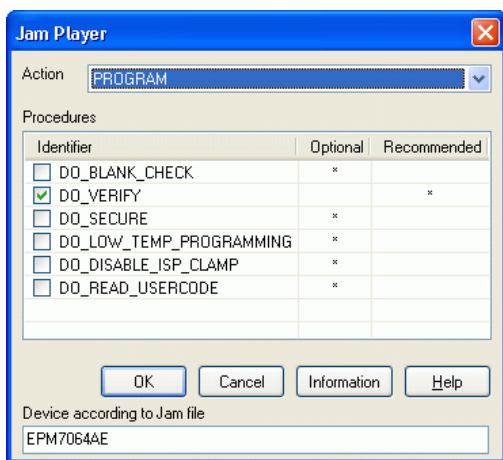 Jam Player
Action PROGRAM
Procedures
Identifier Optional Recommended
DO_BLANK_CHECK *
DO_VERIFY *
DO_SECURE *
DO_LOW_TEMP_PROGRAMMING *
DO_DISABLE_ISP_CLAMP *
DO_READ_USERCODE *
OK Cancel Information Help
Device according to Jam file
EPM7064AE